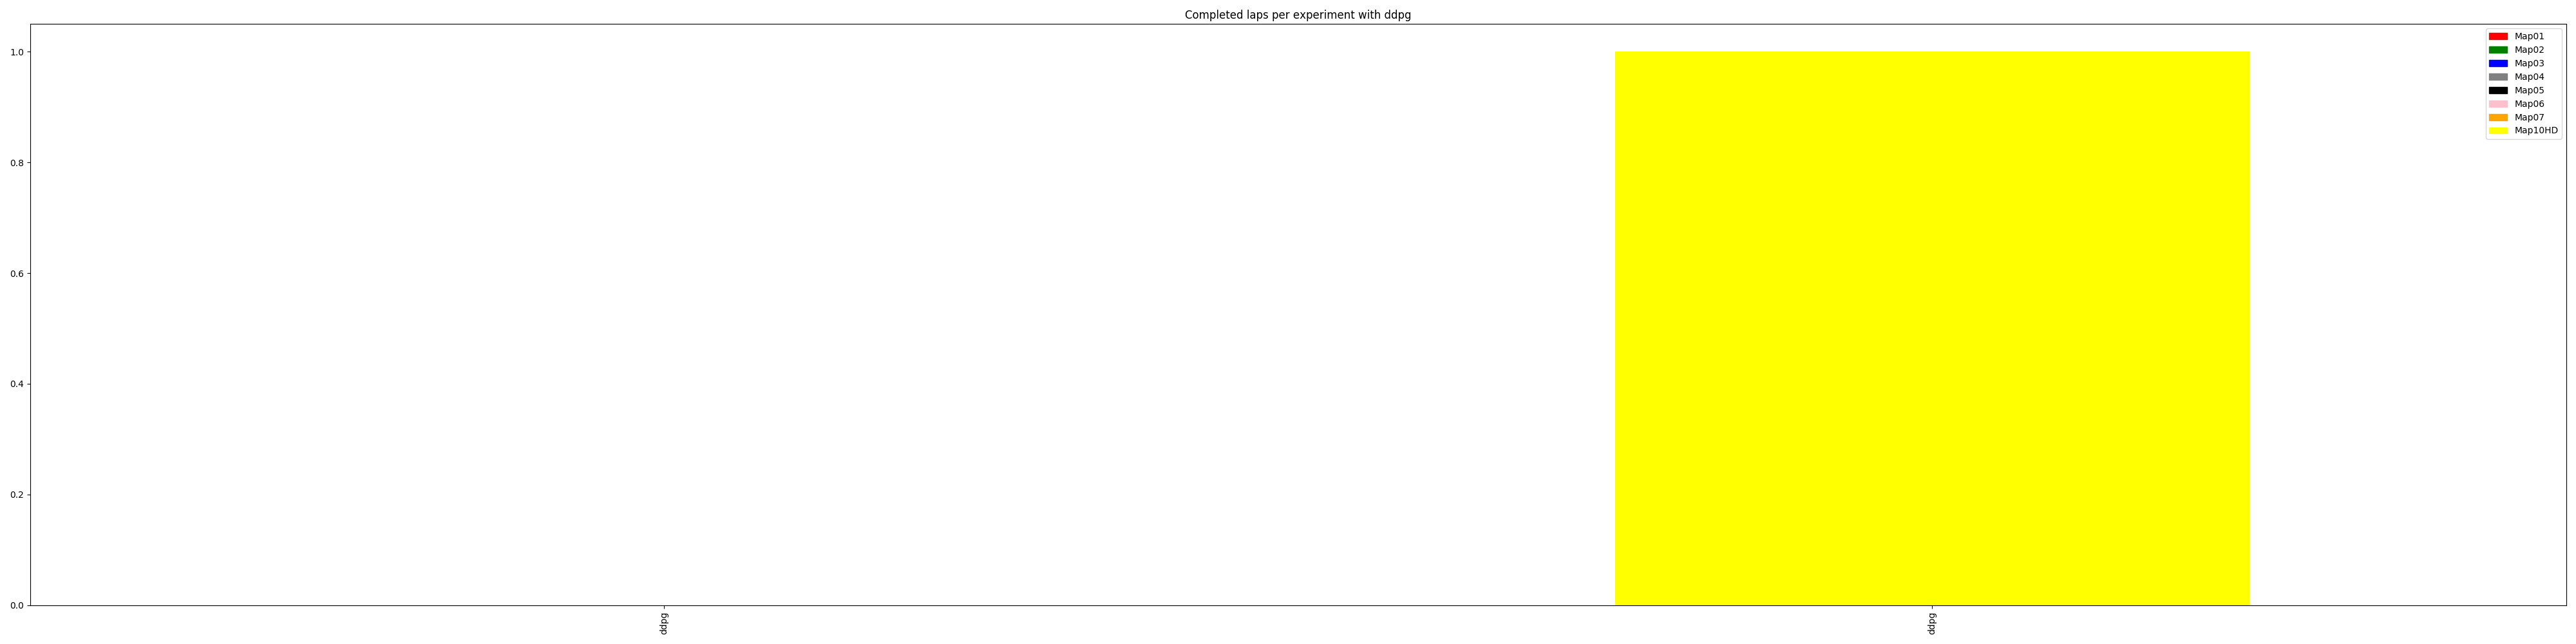 Completed laps per experiment with ddpg
1.0
0.8
0.6
0.4
0.2
0.0
ddpg
ddpg
Map01
Map02
Map03
Map04
Map05
Map06
Map07
Map10HD